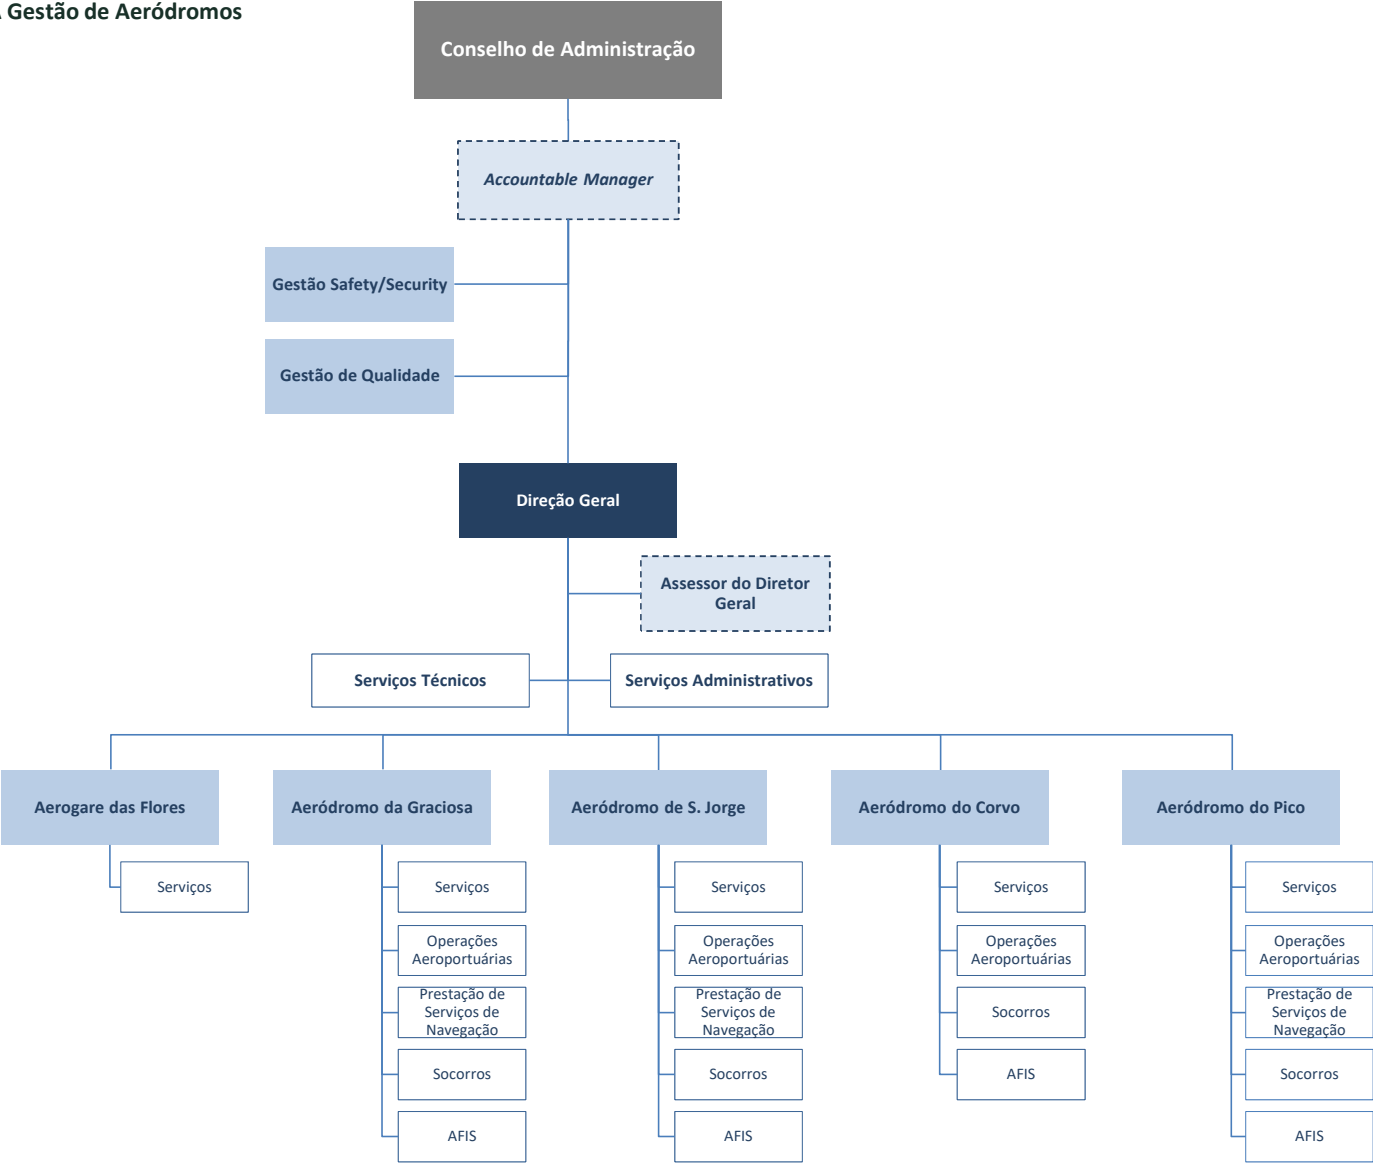 Gestão de Aeródromos
Conselho de Administração
Accountable Manager
Gestão Safety/Security
Gestão de Qualidade
Direção Geral
Assessor do Diretor
Geral
Serviços Técnicos
Serviços Administrativos
Aerogare das Flores
Aeródromo da Graciosa
Aeródromo de S. Jorge
Aeródromo do Corvo
Aeródromo do Pico
Serviços
Serviços
Operações
Aeroportuárias
Prestação de
Serviços de
Navegação
Socorros
AFIS
Serviços
Operações
Aeroportuárias
Prestação de
Serviços de
Navegação
Socorros
AFIS
Serviços
Operações
Aeroportuárias
Socorros
AFIS
Serviços
Operações
Aeroportuárias
Prestação de
Serviços de
Navegação
Socorros
AFIS